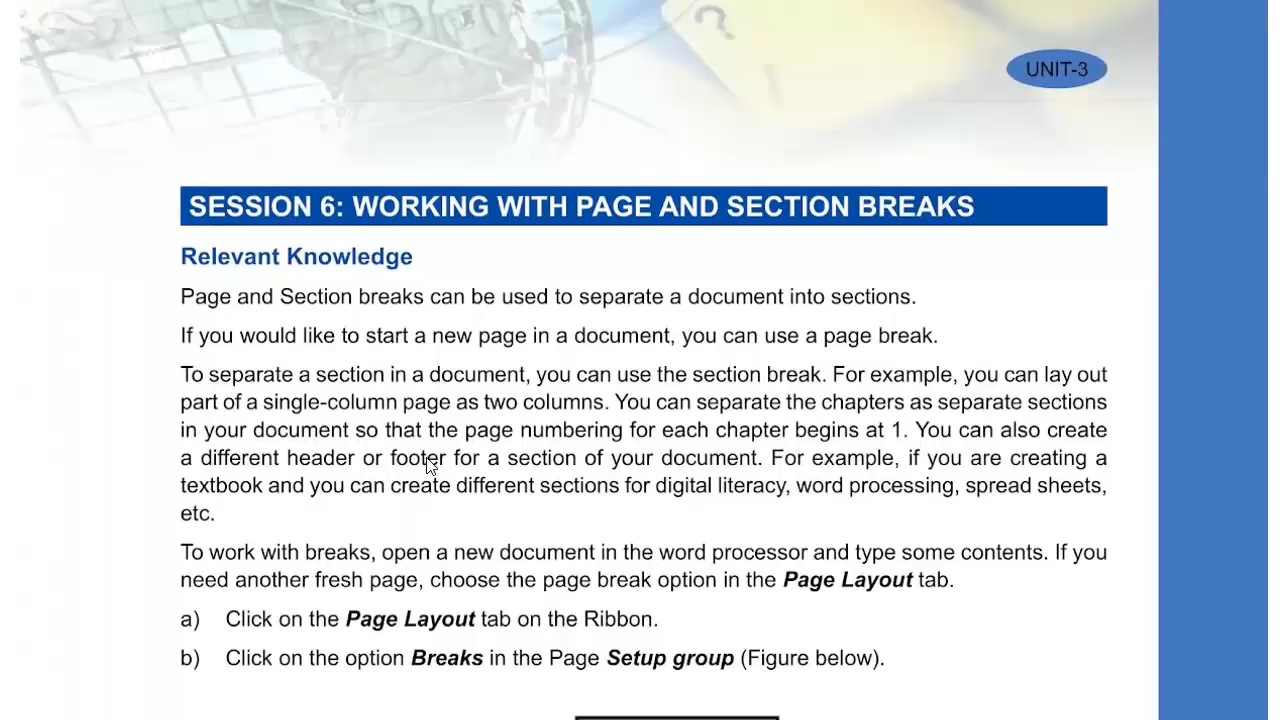 UNIT-3
SESSION 6: WORKING WITH PAGE AND SECTION BREAKS
Relevant Knowledge
Page and Section breaks can be used to separate a document into sections.
If you would like to start a new page in a document, you can use a page break.
To separate a section in a document, you can use the section break. For example, you can lay out
part of a single-column page as two columns. You can separate the chapters as separate sections
in your document so that the page numbering for each chapter begins at 1. You can also create
a different header or footer for a section of your document. For example, if you are creating a
textbook and you can create different sections for digital literacy, word processing, spread sheets,
etc.
To work with breaks, open a new document in the word processor and type some contents. If you
need another fresh page, choose the page break option in the Page Layout tab.
a) Click on the Page Layout tab on the Ribbon.
b) Click on the option Breaks in the Page Setup group (Figure below).